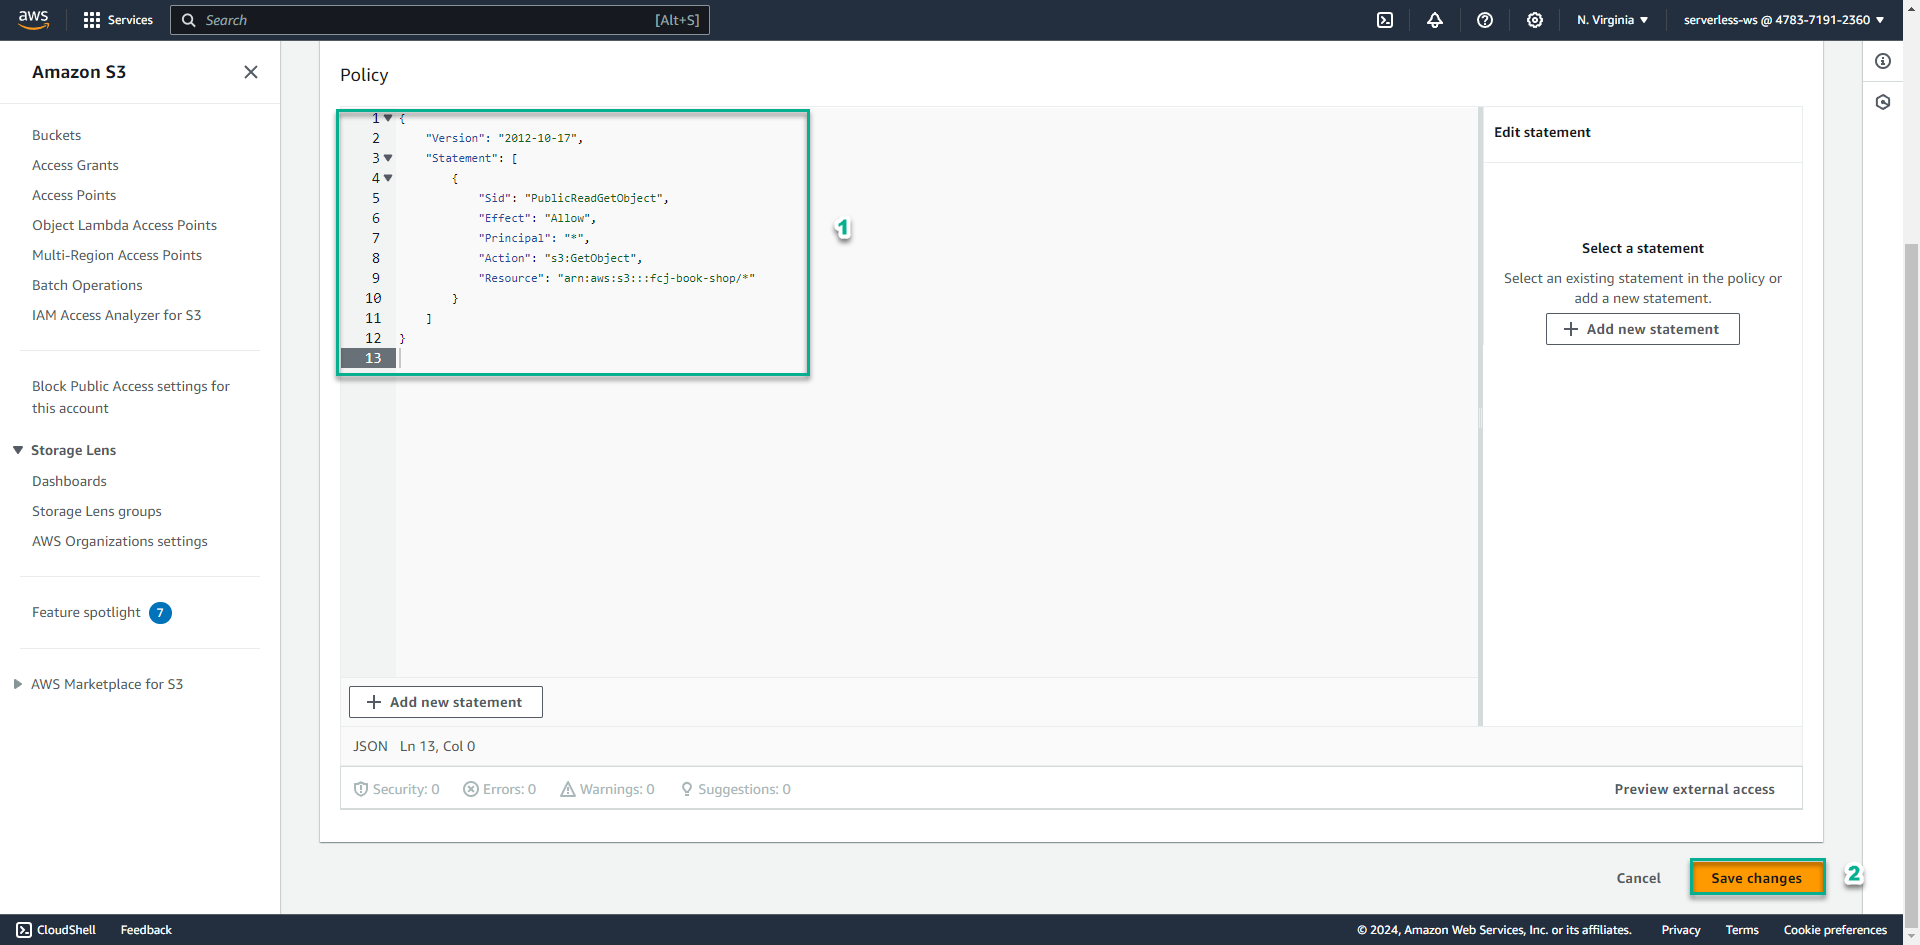 aws
Services
Search
[Alt+S]
N. Virginia
serverless-ws @ 4783-7191-2360
Amazon S3
Buckets
Access Grants
Access Points
Object Lambda Access Points
Multi-Region Access Points
Batch Operations
IAM Access Analyzer for S3
Block Public Access settings for
this account
Storage Lens
Dashboards
Storage Lens groups
AWS Organizations settings
Feature spotlight 7
AWS Marketplace for S3
Policy
1 {
2 "Version": "2012-10-17",
3 "Statement": [
4 {
5 "Sid": "PublicReadGetObject",
6 "Effect": "Allow",
7 "Principal": "*",
8 "Action": "s3:GetObject",
9 "Resource": "arn:aws:s3:::fcj-book-shop/*"
10 }
11 ]
12 }
13
1
Edit statement
Select a statement
Select an existing statement in the policy or
add a new statement.
Add new statement
Add new statement
JSON Ln 13, Col 0
Security: 0 Errors: 0 Warnings: 0 Suggestions: 0
Preview external access
Cancel
Save changes
2
CloudShell
Feedback
© 2024, Amazon Web Services, Inc. or its affiliates.
Privacy
Terms
Cookie preferences